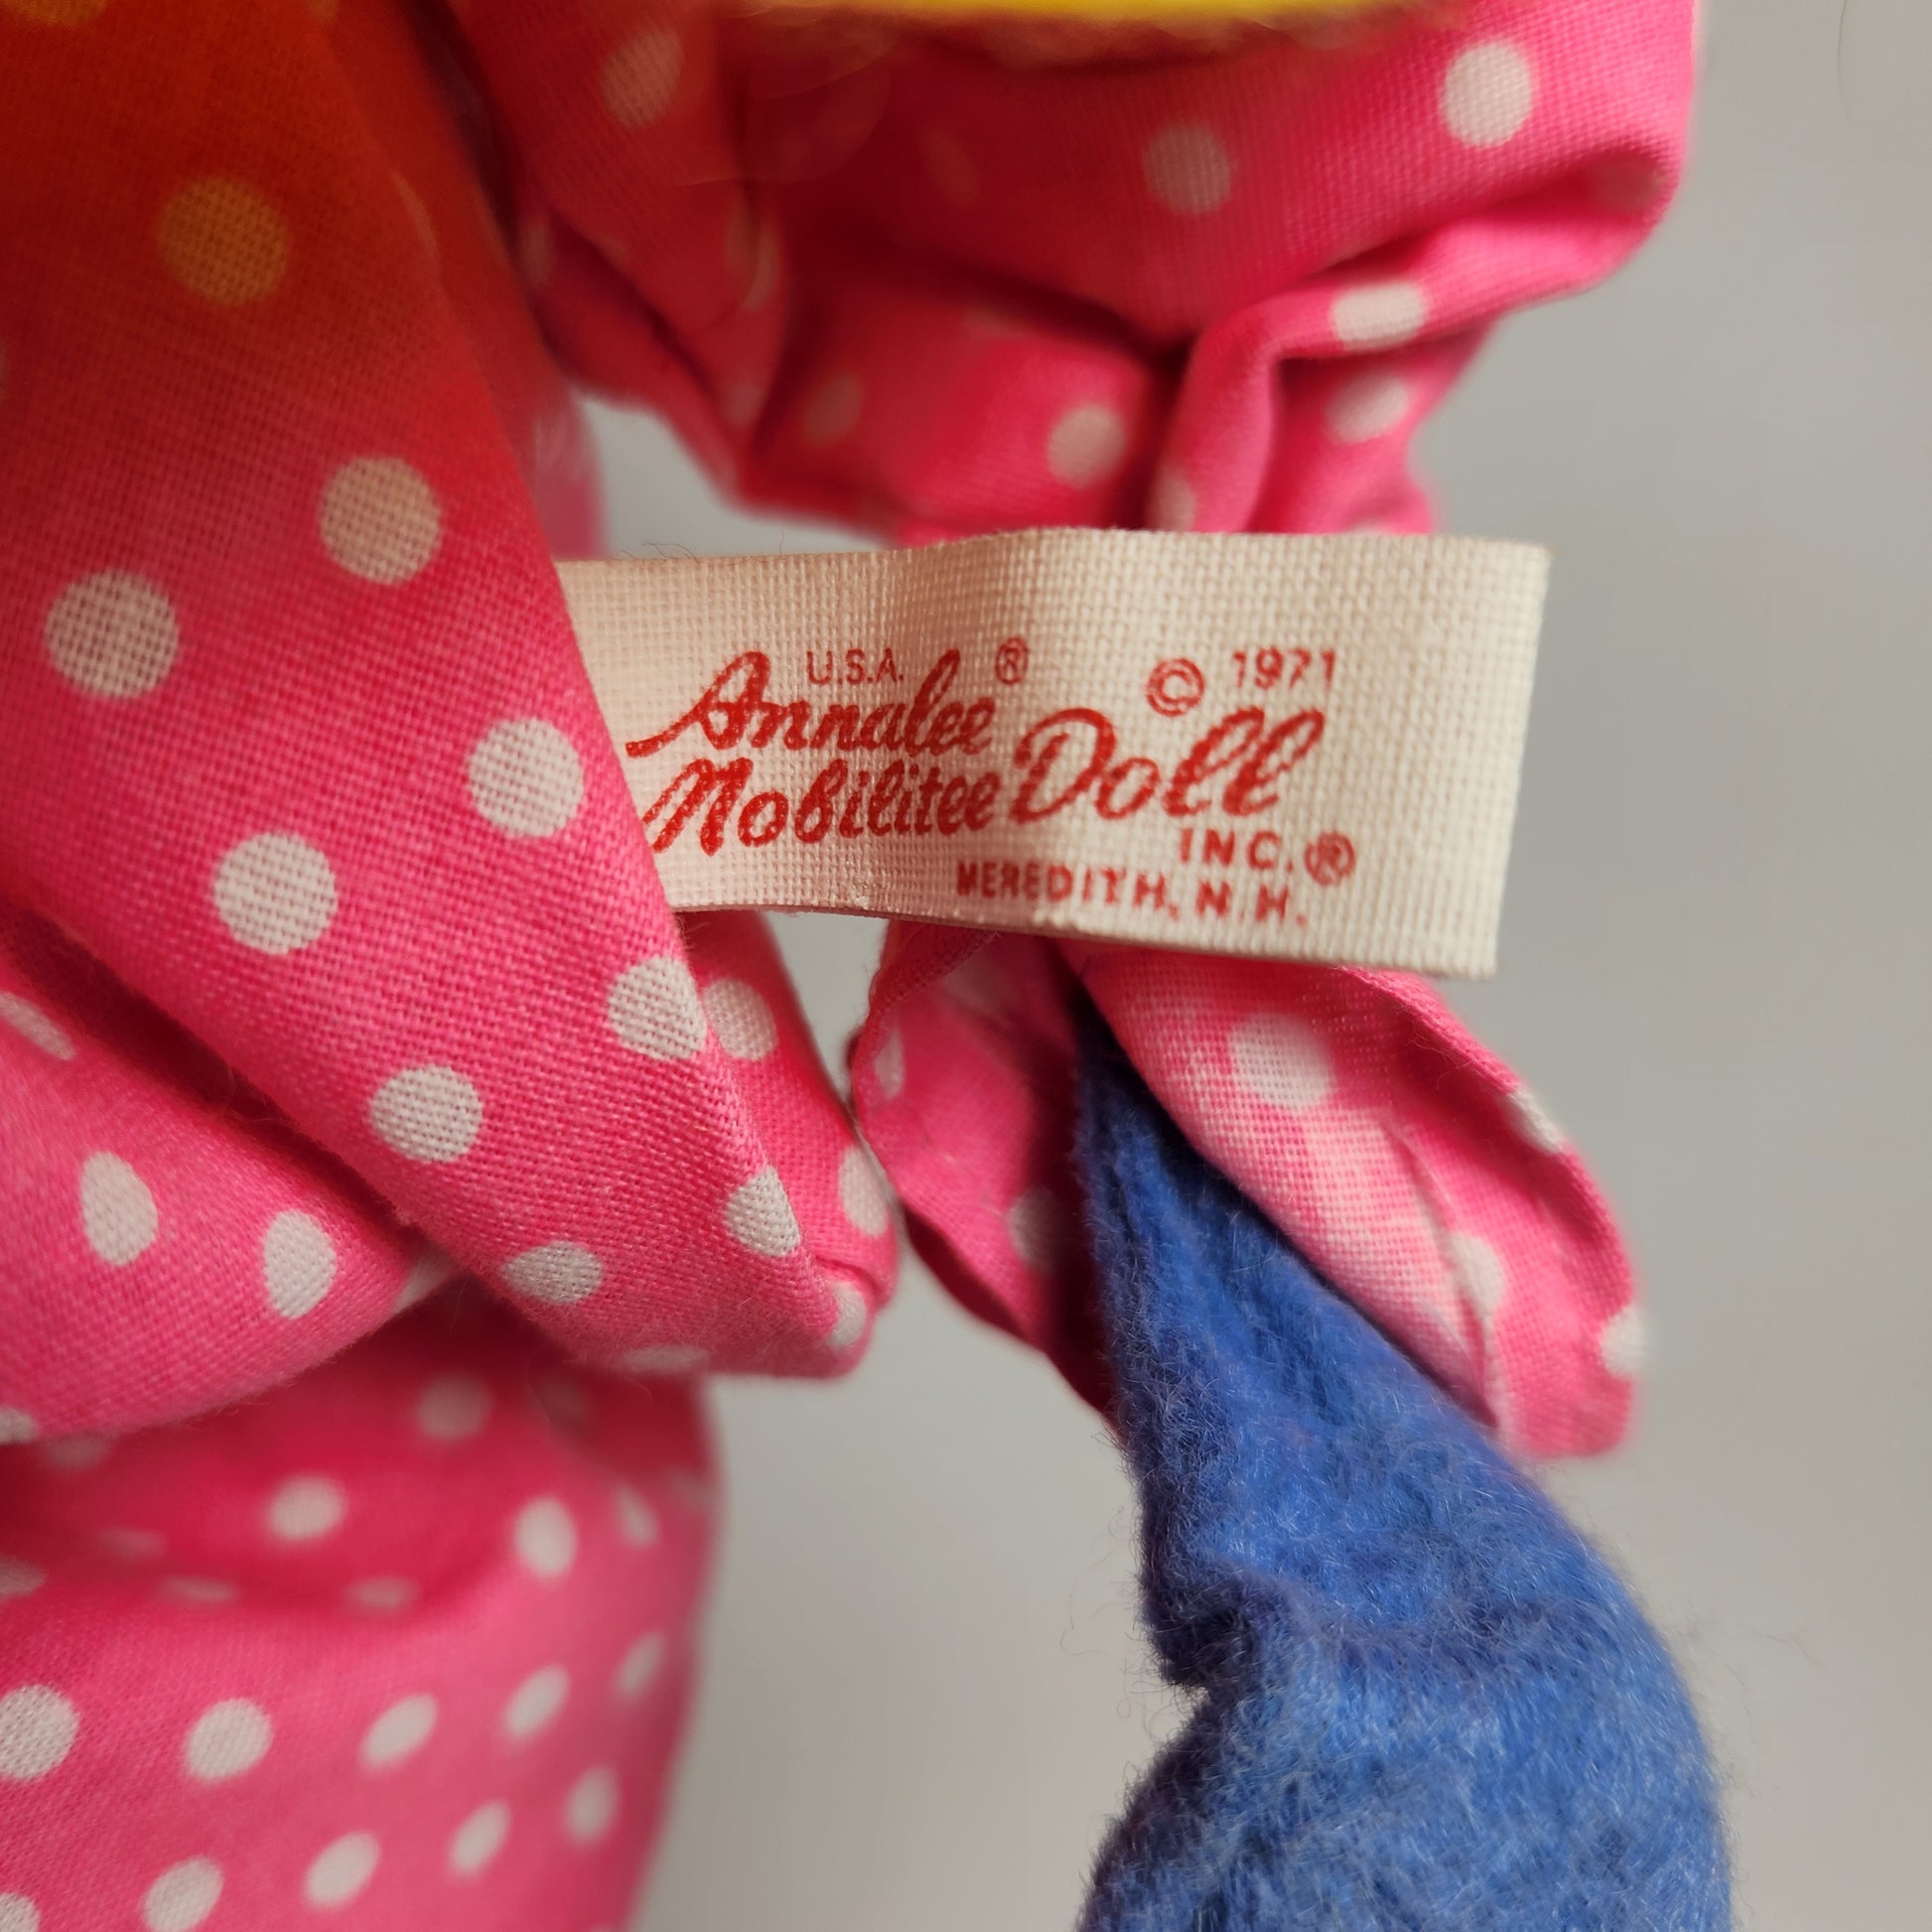 U.S.A. ® © 1971
Annalee
Mobilitee Doll
INC.®
MEREDITH, N.H.